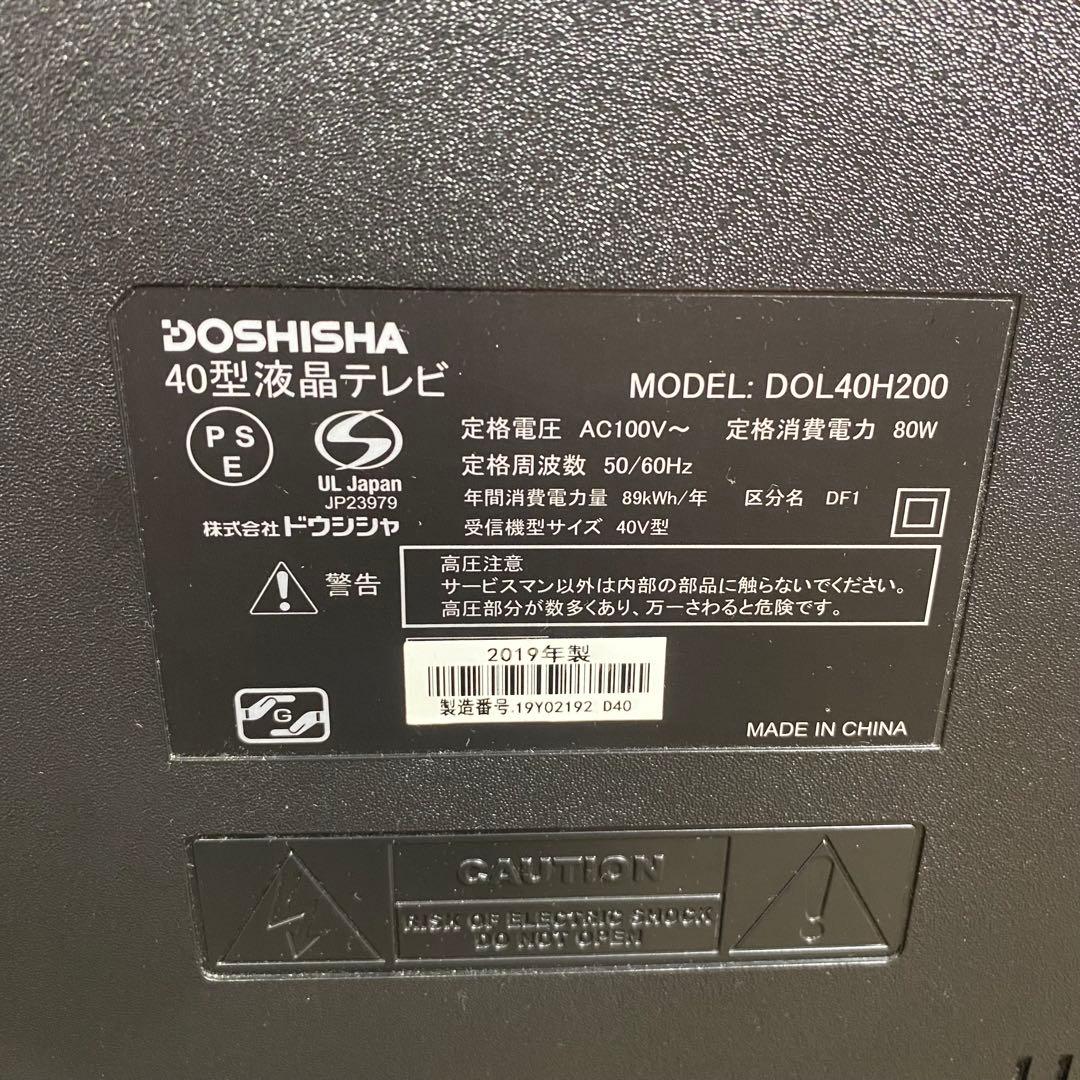 DOSHISHA
40型液晶テレビ
MODEL: DOL40H200
PSE
UL Japan
JP23979
株式会社ドウシシャ
定格電圧 AC100V～ 定格消費電力 80W
定格周波数 50/60Hz
年間消費電力量 89kWh/年 区分名 DF1
受信機型サイズ 40V型
警告
高圧注意
サービスマン以外は内部の部品に触らないでください。
高圧部分が数多くあり、万一さわると危険です。
2019年製
製造番号.19Y02192 D40
G
MADE IN CHINA
CAUTION
RISK OF ELECTRIC SHOCK
DO NOT OPEN